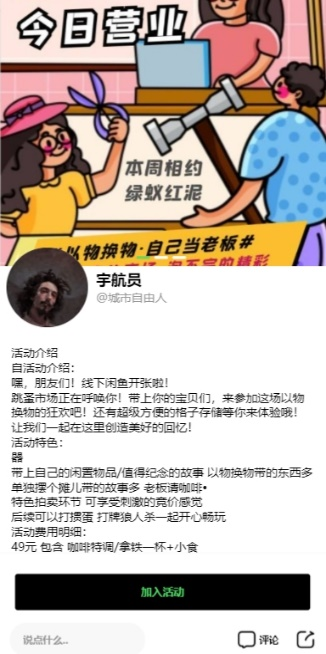 今日营业
本周相约
绿蚁红泥
以物换物·自己当老板#
宇航员
@城市自由人
活动介绍
自活动介绍：
嘿，朋友们！线下闲鱼开张啦！
跳蚤市场正在呼唤你！带上你的宝贝们，来参加这场以物
换物的狂欢吧！还有超级方便的格子存储等你来体验哦！
让我们一起在这里创造美好的回忆！
活动特色：
器
带上自己的闲置物品/值得纪念的故事 以物换物带的东西多
单独摆个摊儿带的故事多 老板请咖啡•
特色拍卖环节 可享受刺激的竞价感觉
后续可以打掼蛋 打牌狼人杀一起开心畅玩
活动费用明细：
49元 包含 咖啡特调/拿铁一杯+小食
加入活动
说点什么..
评论